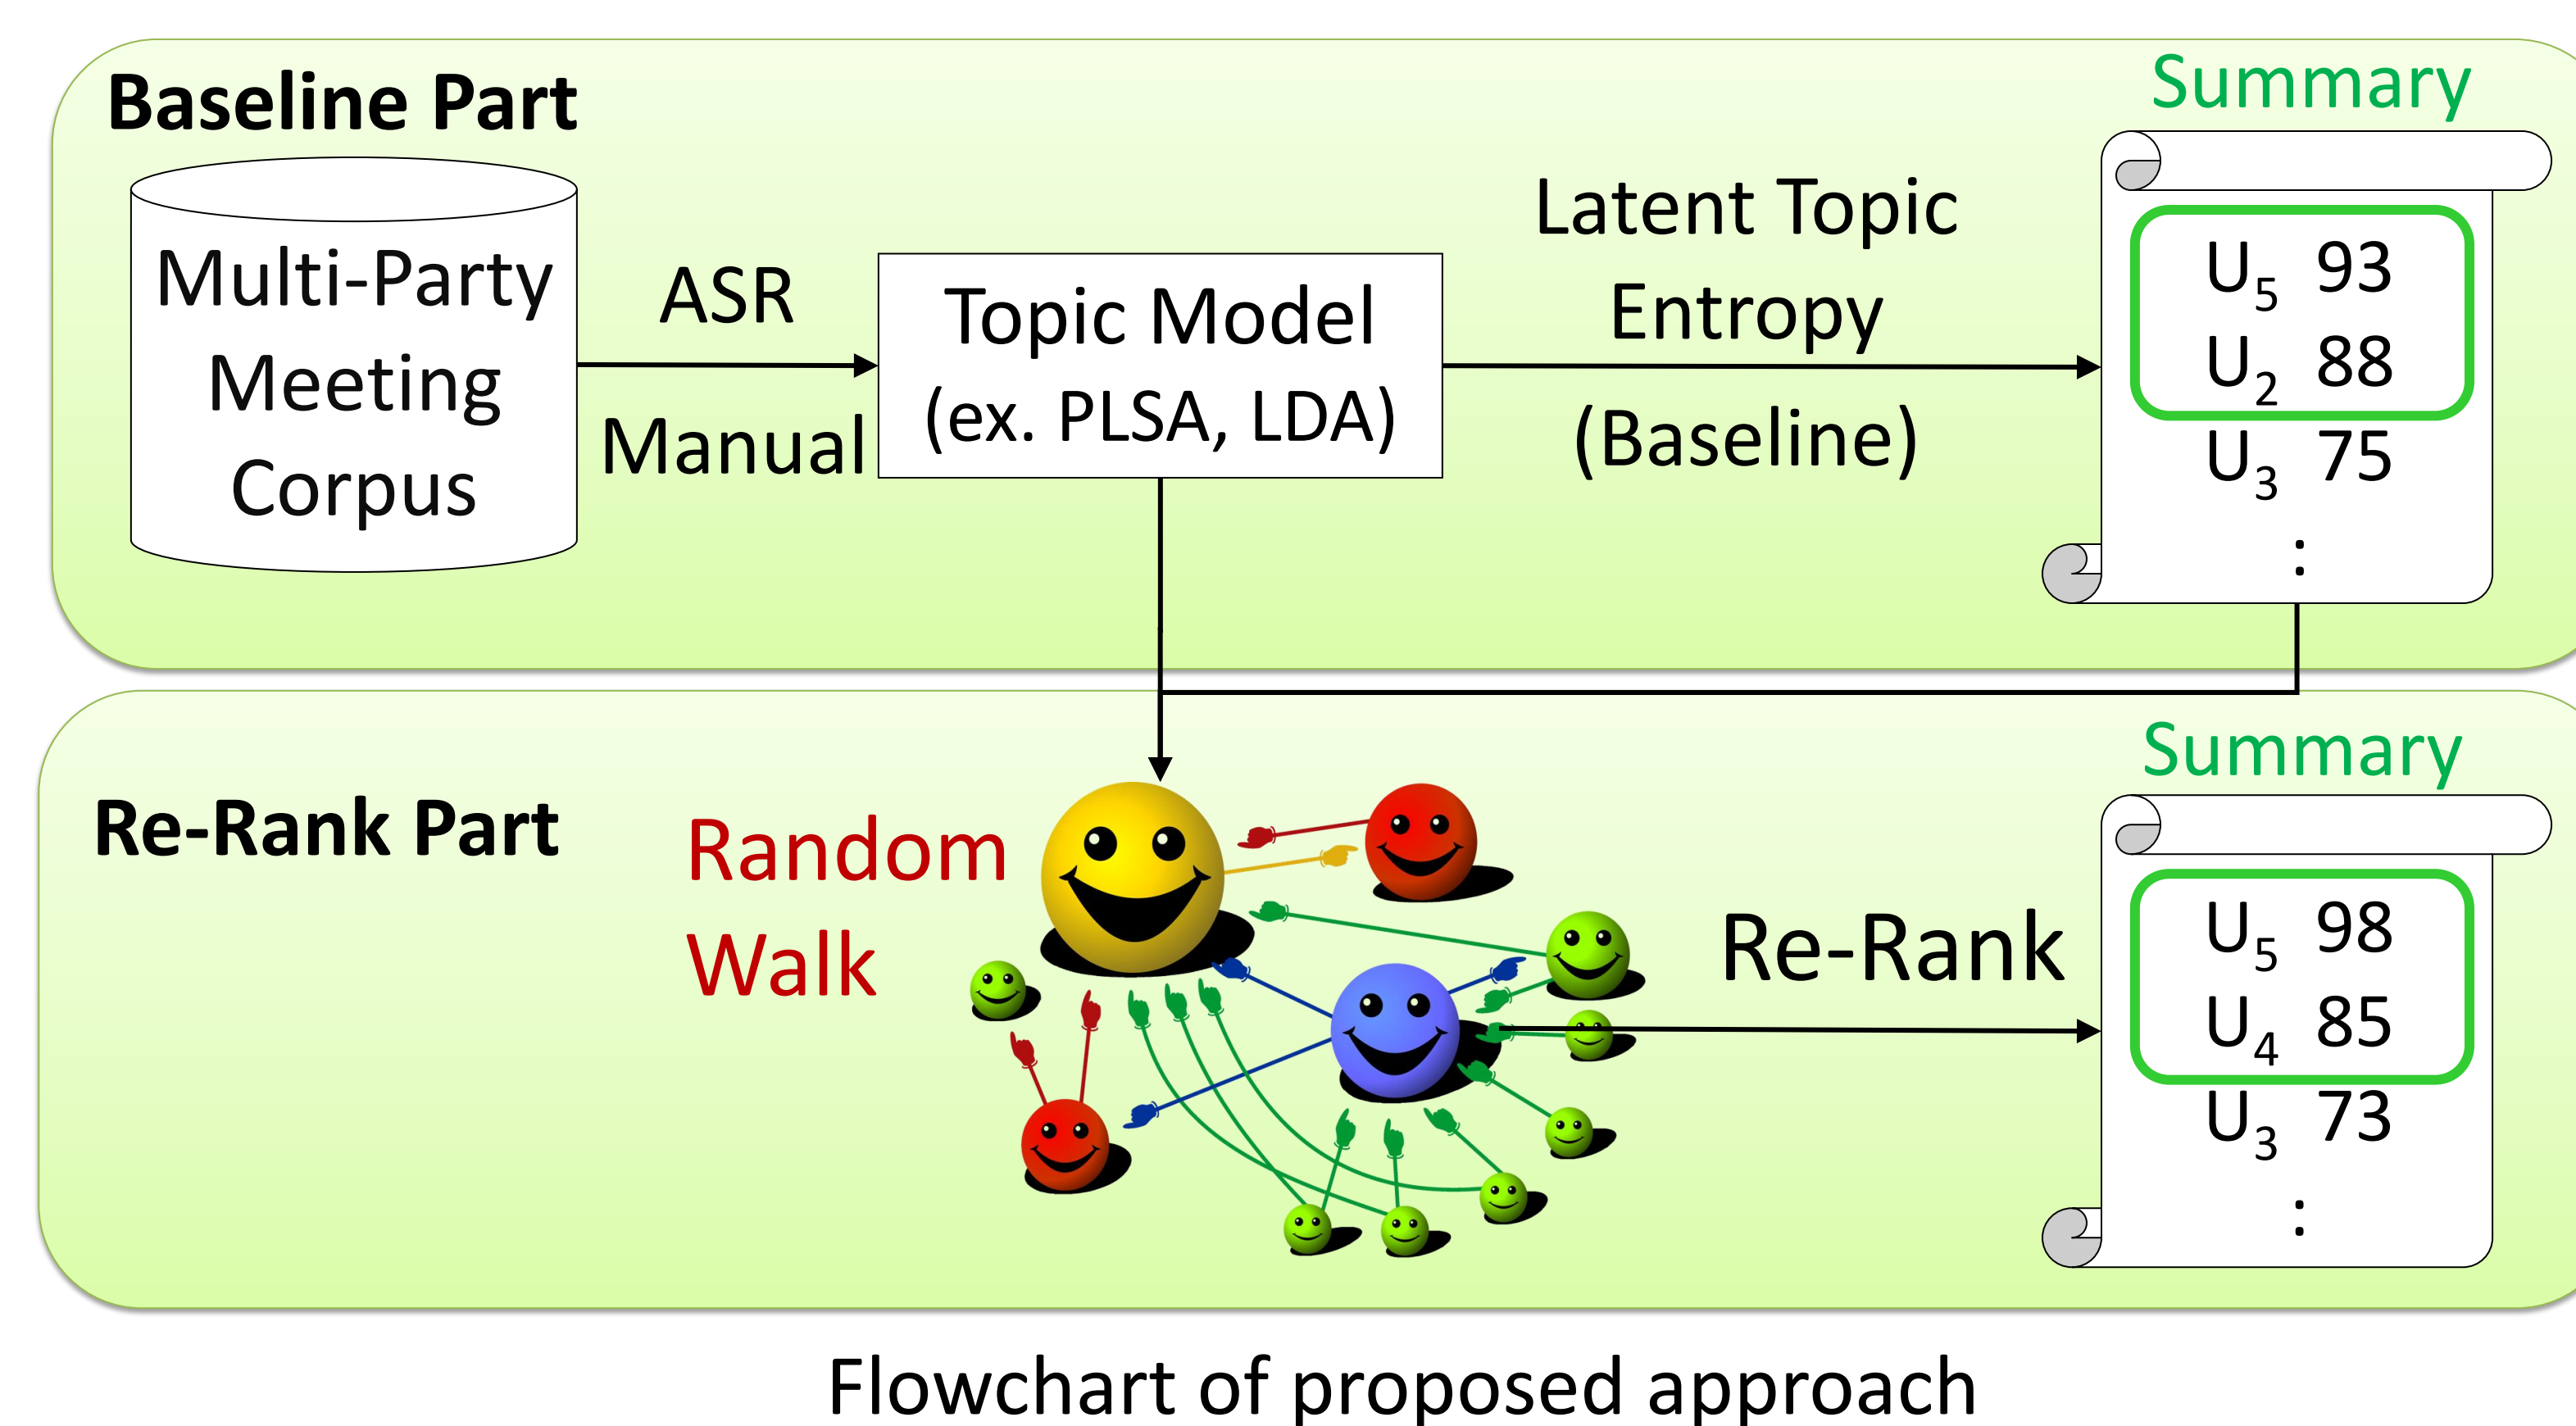 Baseline Part
Multi-Party
Meeting
Corpus
ASR
Manual
Topic Model
(ex. PLSA, LDA)
Latent Topic
Entropy
(Baseline)
Summary
U5 93
U2 88
U3 75
:
Re-Rank Part
Random
Walk
Re-Rank
Summary
U5 98
U4 85
U3 73
:
Flowchart of proposed approach